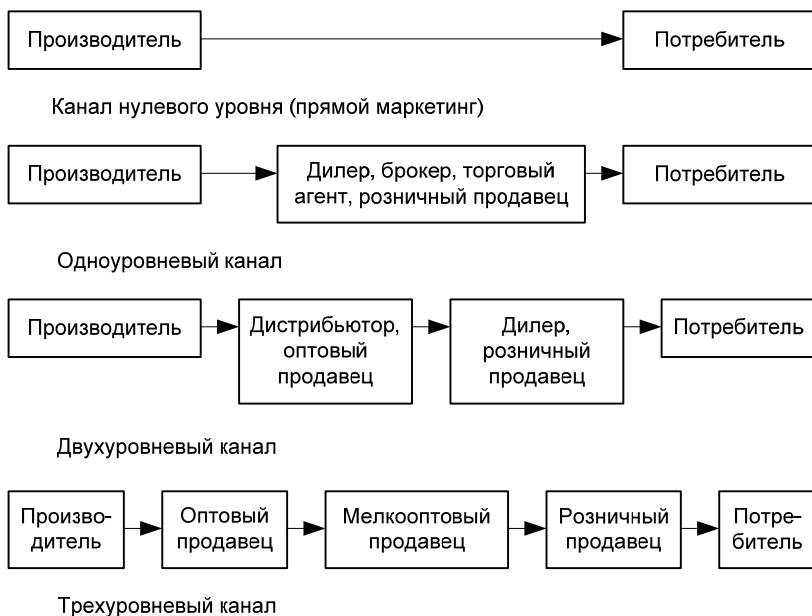 Производитель
Потребитель
Канал нулевого уровня (прямой маркетинг)
Производитель
Дилер, брокер, торговый
агент, розничный продавец
Потребитель
Одноуровневый канал
Производитель
Дистрибьютор,
оптовый
продавец
Дилер,
розничный
продавец
Потребитель
Двухуровневый канал
Произво-
дитель
Оптовый
продавец
Мелкооптовый
продавец
Розничный
продавец
Потре-
битель
Трехуровневый канал